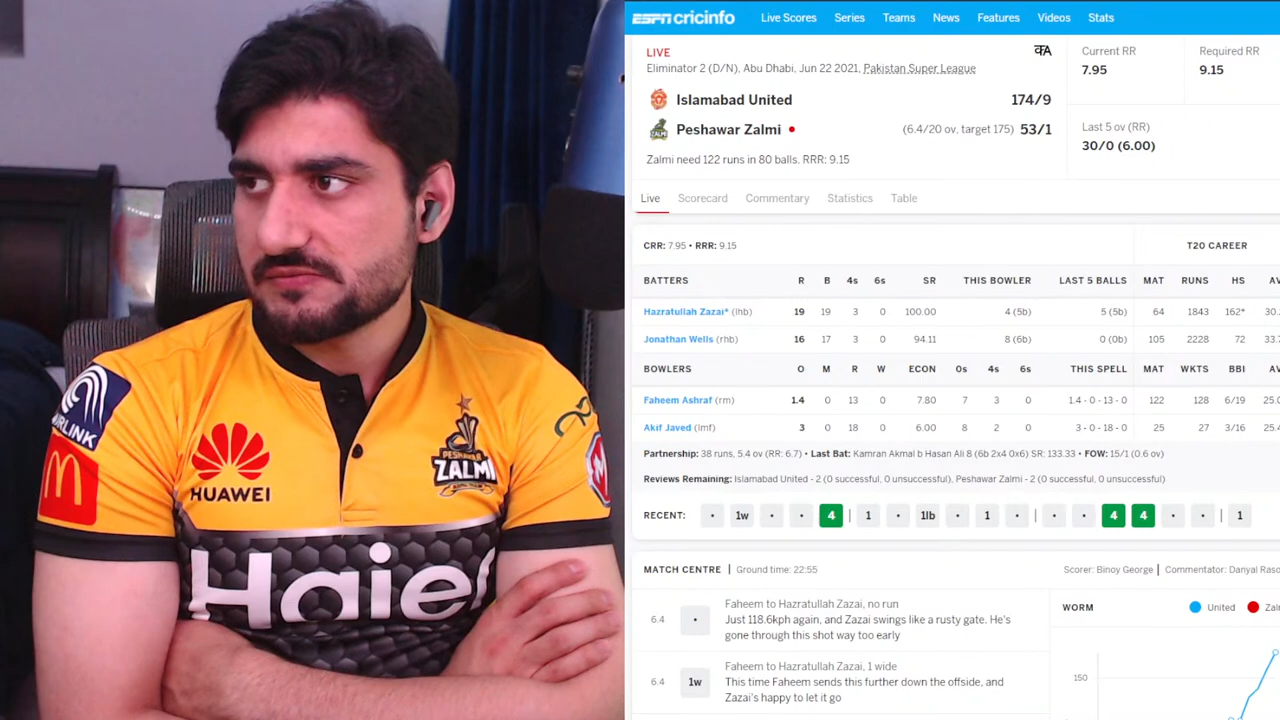 AIRLINK
M
HUAWEI
PESHAWAR
ZALMI
M
Haier
ESPN cricinfo
Live Scores Series Teams News Features Videos Stats
LIVE
Eliminator 2 (D/N), Abu Dhabi, Jun 22 2021, Pakistan Super League
Islamabad United 174/9
Peshawar Zalmi (6.4/20 ov, target 175) 53/1
Zalmi need 122 runs in 80 balls. RRR: 9.15
Current RR Required RR
7.95 9.15
Last 5 ov (RR)
30/0 (6.00)
Live Scorecard Commentary Statistics Table
CRR: 7.95 • RRR: 9.15 T20 CAREER
BATTERS R B 4s 6s SR THIS BOWLER LAST 5 BALLS MAT RUNS HS AV
Hazratullah Zazai* (lhb) 19 19 3 0 100.00 4 (5b) 5 (5b) 64 1843 162* 30.
Jonathan Wells (rhb) 16 17 3 0 94.11 8 (6b) 0 (0b) 105 2228 72 33.7
BOWLERS O M R W ECON 0s 4s 6s THIS SPELL MAT WKTS BBI AV
Faheem Ashraf (rm) 1.4 0 13 0 7.80 7 3 0 1.4 - 0 - 13 - 0 122 128 6/19 25.0
Akif Javed (lmf) 3 0 18 0 6.00 8 2 0 3 - 0 - 18 - 0 25 27 3/16 25.4
Partnership: 38 runs, 5.4 ov (RR: 6.7) • Last Bat: Kamran Akmal b Hasan Ali 8 (6b 2x4 0x6) SR: 133.33 • FOW: 15/1 (0.6 ov)
Reviews Remaining: Islamabad United - 2 (0 successful, 0 unsuccessful), Peshawar Zalmi - 2 (0 successful, 0 unsuccessful)
RECENT: • 1w • • 4 | 1 • 1lb • 1 • | • • 4 4 • • | 1
MATCH CENTRE | Ground time: 22:55 Scorer: Binoy George | Commentator: Danyal Raso
6.4 • Faheem to Hazratullah Zazai, no run
Just 118.6kph again, and Zazai swings like a rusty gate. He's
gone through this shot way too early
6.4 1w Faheem to Hazratullah Zazai, 1 wide
This time Faheem sends this further down the offside, and
Zazai's happy to let it go
WORM United Zal
150